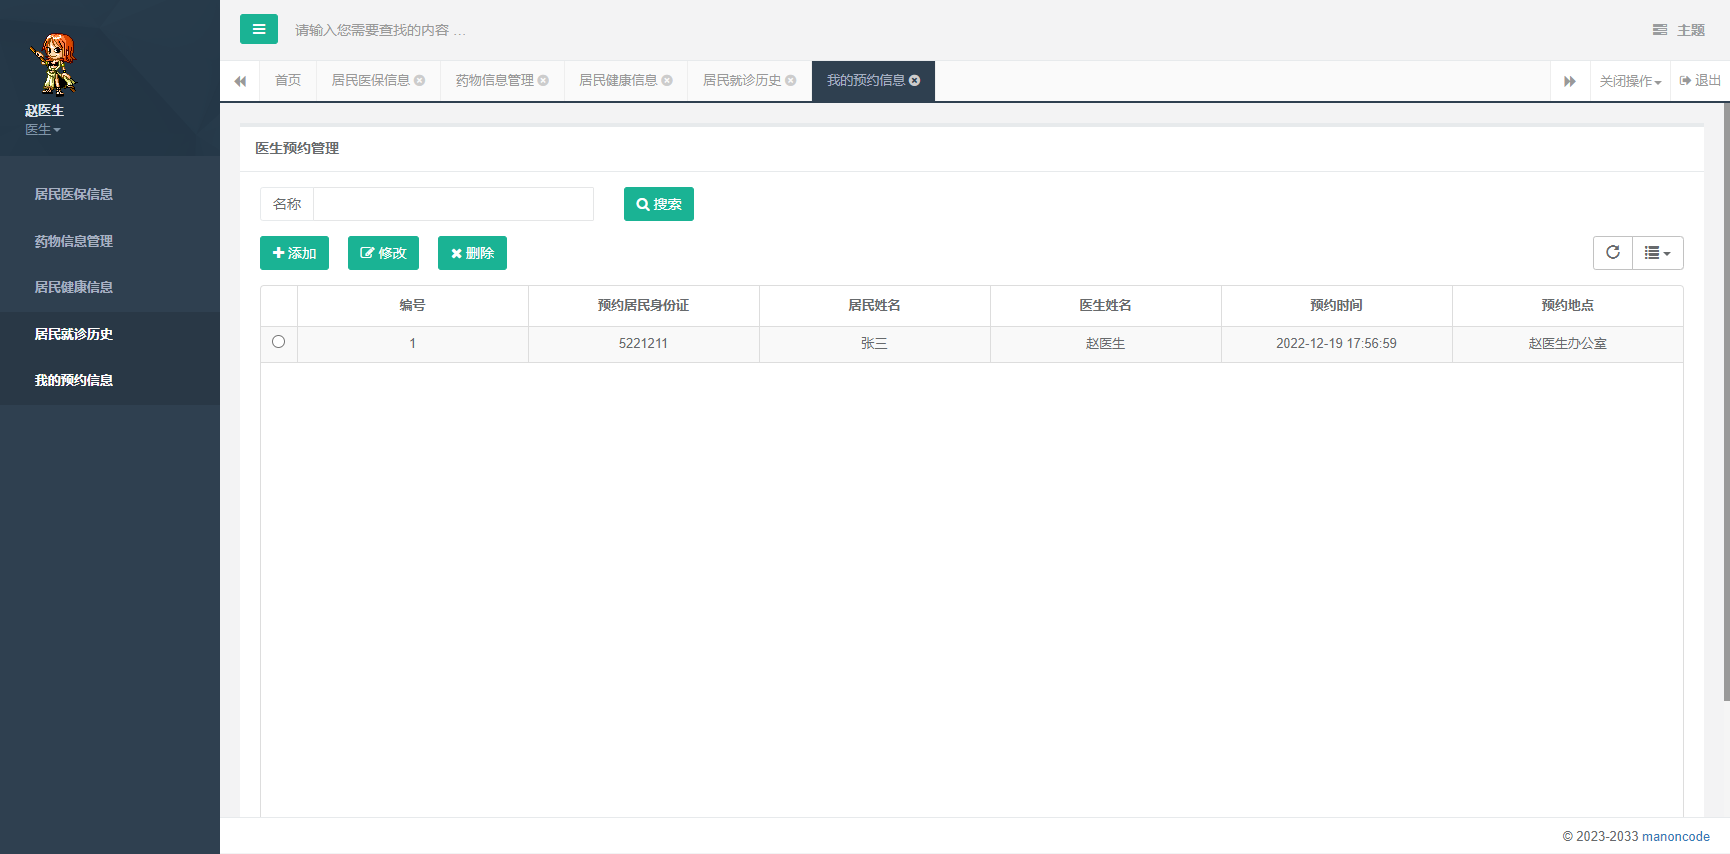 赵医生
医生
居民医保信息
药物信息管理
居民健康信息
居民就诊历史
我的预约信息
请输入您需要查找的内容 …
主题
首页 居民医保信息 药物信息管理 居民健康信息 居民就诊历史 我的预约信息 关闭操作 退出
医生预约管理
名称 搜索
添加 修改 删除
编号 预约居民身份证 居民姓名 医生姓名 预约时间 预约地点
1 5221211 张三 赵医生 2022-12-19 17:56:59 赵医生办公室
© 2023-2033 manoncode